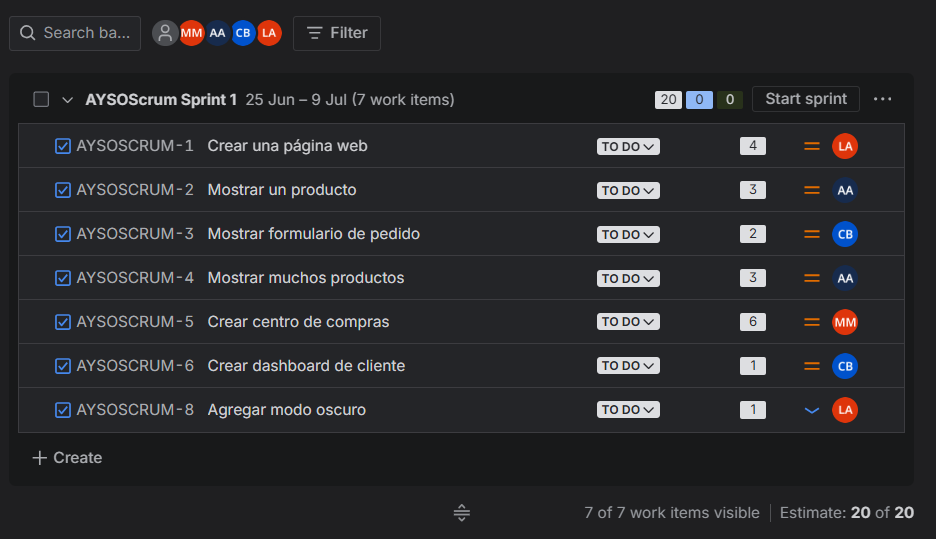 Search ba... MM AA CB LA Filter
AYSOScrum Sprint 1 25 Jun – 9 Jul (7 work items) 20 0 0 Start sprint
AYSOSCRUM-1 Crear una página web TO DO 4 LA
AYSOSCRUM-2 Mostrar un producto TO DO 3 AA
AYSOSCRUM-3 Mostrar formulario de pedido TO DO 2 CB
AYSOSCRUM-4 Mostrar muchos productos TO DO 3 AA
AYSOSCRUM-5 Crear centro de compras TO DO 6 MM
AYSOSCRUM-6 Crear dashboard de cliente TO DO 1 CB
AYSOSCRUM-8 Agregar modo oscuro TO DO 1 LA
Create
7 of 7 work items visible Estimate: 20 of 20